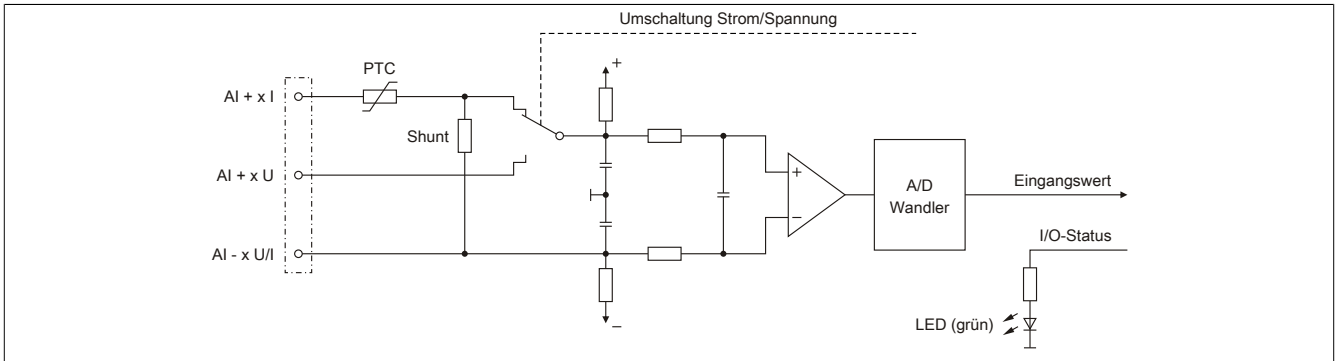 Umschaltung Strom/Spannung
PTC
+
AI + x I
Shunt
AI + x U
+
−
A/D
Wandler
Eingangswert
I/O-Status
AI - x U/I
−
LED (grün)